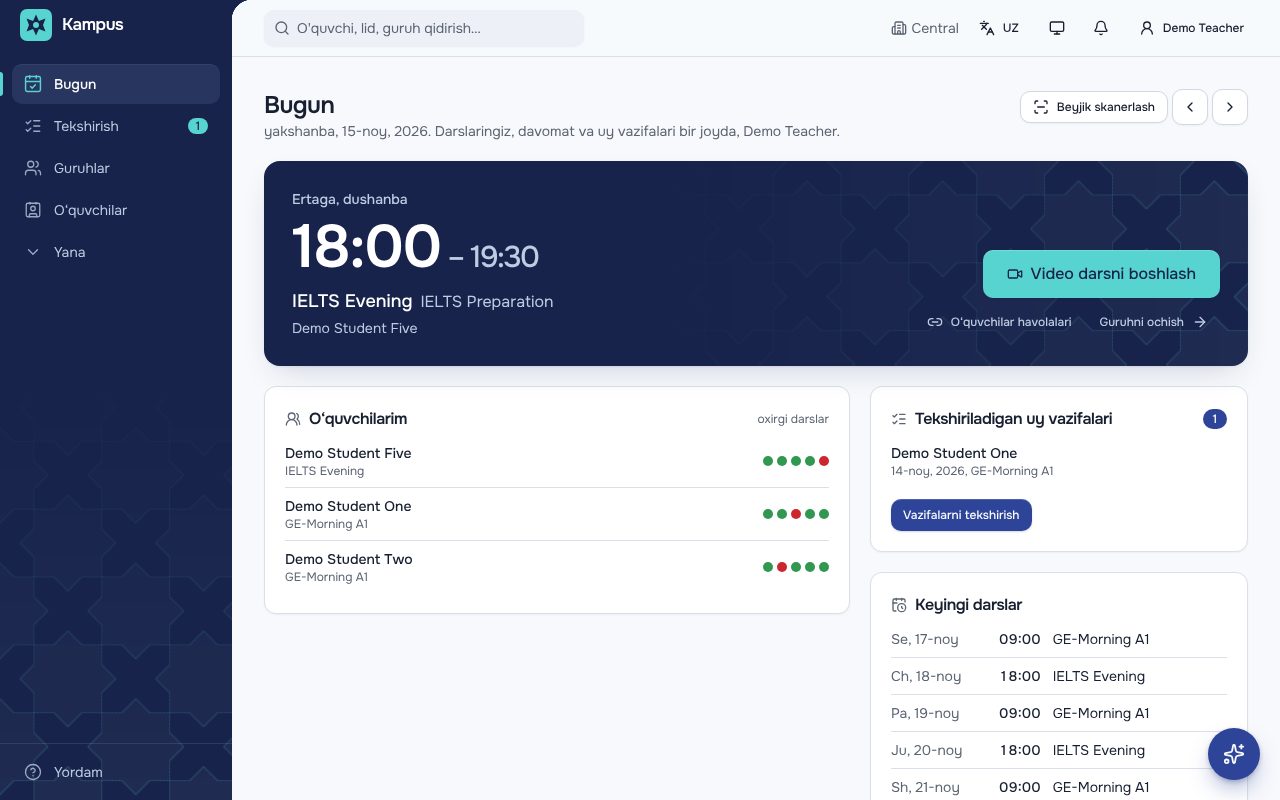 Kampus
O'quvchi, lid, guruh qidirish...
Central
UZ
Demo Teacher
Bugun
Tekshirish
1
Guruhlar
Oʻquvchilar
Yana
Yordam
Bugun
yakshanba, 15-noy, 2026. Darslaringiz, davomat va uy vazifalari bir joyda, Demo Teacher.
Beyjik skanerlash
Ertaga, dushanba
18:00 – 19:30
IELTS Evening IELTS Preparation
Demo Student Five
Video darsni boshlash
Oʻquvchilar havolalari
Guruhni ochish
Oʻquvchilarim
oxirgi darslar
Demo Student Five
IELTS Evening
Demo Student One
GE-Morning A1
Demo Student Two
GE-Morning A1
Tekshiriladigan uy vazifalari
1
Demo Student One
14-noy, 2026, GE-Morning A1
Vazifalarni tekshirish
Keyingi darslar
Se, 17-noy 09:00 GE-Morning A1
Ch, 18-noy 18:00 IELTS Evening
Pa, 19-noy 09:00 GE-Morning A1
Ju, 20-noy 18:00 IELTS Evening
Sh, 21-noy 09:00 GE-Morning A1